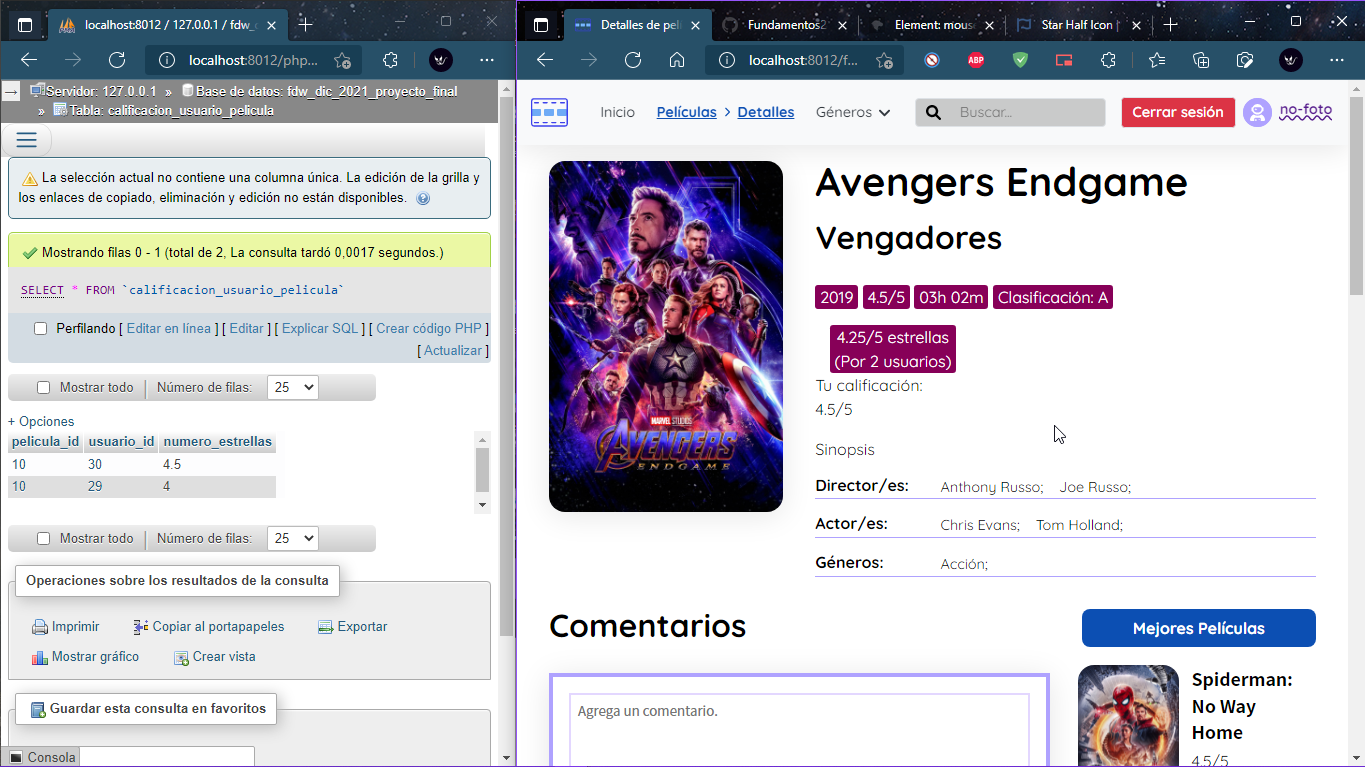 localhost:8012 / 127.0.0.1 / fdw_d
localhost:8012/php...
Servidor: 127.0.0.1 » Base de datos: fdw_dic_2021_proyecto_final
» Tabla: calificacion_usuario_pelicula
La selección actual no contiene una columna única. La edición de la grilla y
los enlaces de copiado, eliminación y edición no están disponibles.
Mostrando filas 0 - 1 (total de 2, La consulta tardó 0,0017 segundos.)
SELECT * FROM `calificacion_usuario_pelicula`
Perfilando [ Editar en línea ] [ Editar ] [ Explicar SQL ] [ Crear código PHP ]
[ Actualizar ]
Mostrar todo | Número de filas: 25
+ Opciones
pelicula_id usuario_id numero_estrellas
10 30 4.5
10 29 4
Mostrar todo | Número de filas: 25
Operaciones sobre los resultados de la consulta
Imprimir Copiar al portapapeles Exportar
Mostrar gráfico Crear vista
Guardar esta consulta en favoritos
Consola
Detalles de pelí
Fundamentos2
Element: mous
Star Half Icon |
localhost:8012/f...
ABP
Inicio Películas > Detalles Géneros Buscar... Cerrar sesión no-foto
MARVEL STUDIOS
AVENGERS
ENDGAME
Avengers Endgame
Vengadores
2019 4.5/5 03h 02m Clasificación: A
4.25/5 estrellas
(Por 2 usuarios)
Tu calificación:
4.5/5
Sinopsis
Director/es: Anthony Russo; Joe Russo;
Actor/es: Chris Evans; Tom Holland;
Géneros: Acción;
Comentarios
Agrega un comentario.
Mejores Películas
Spiderman:
No Way
Home
4.5/5